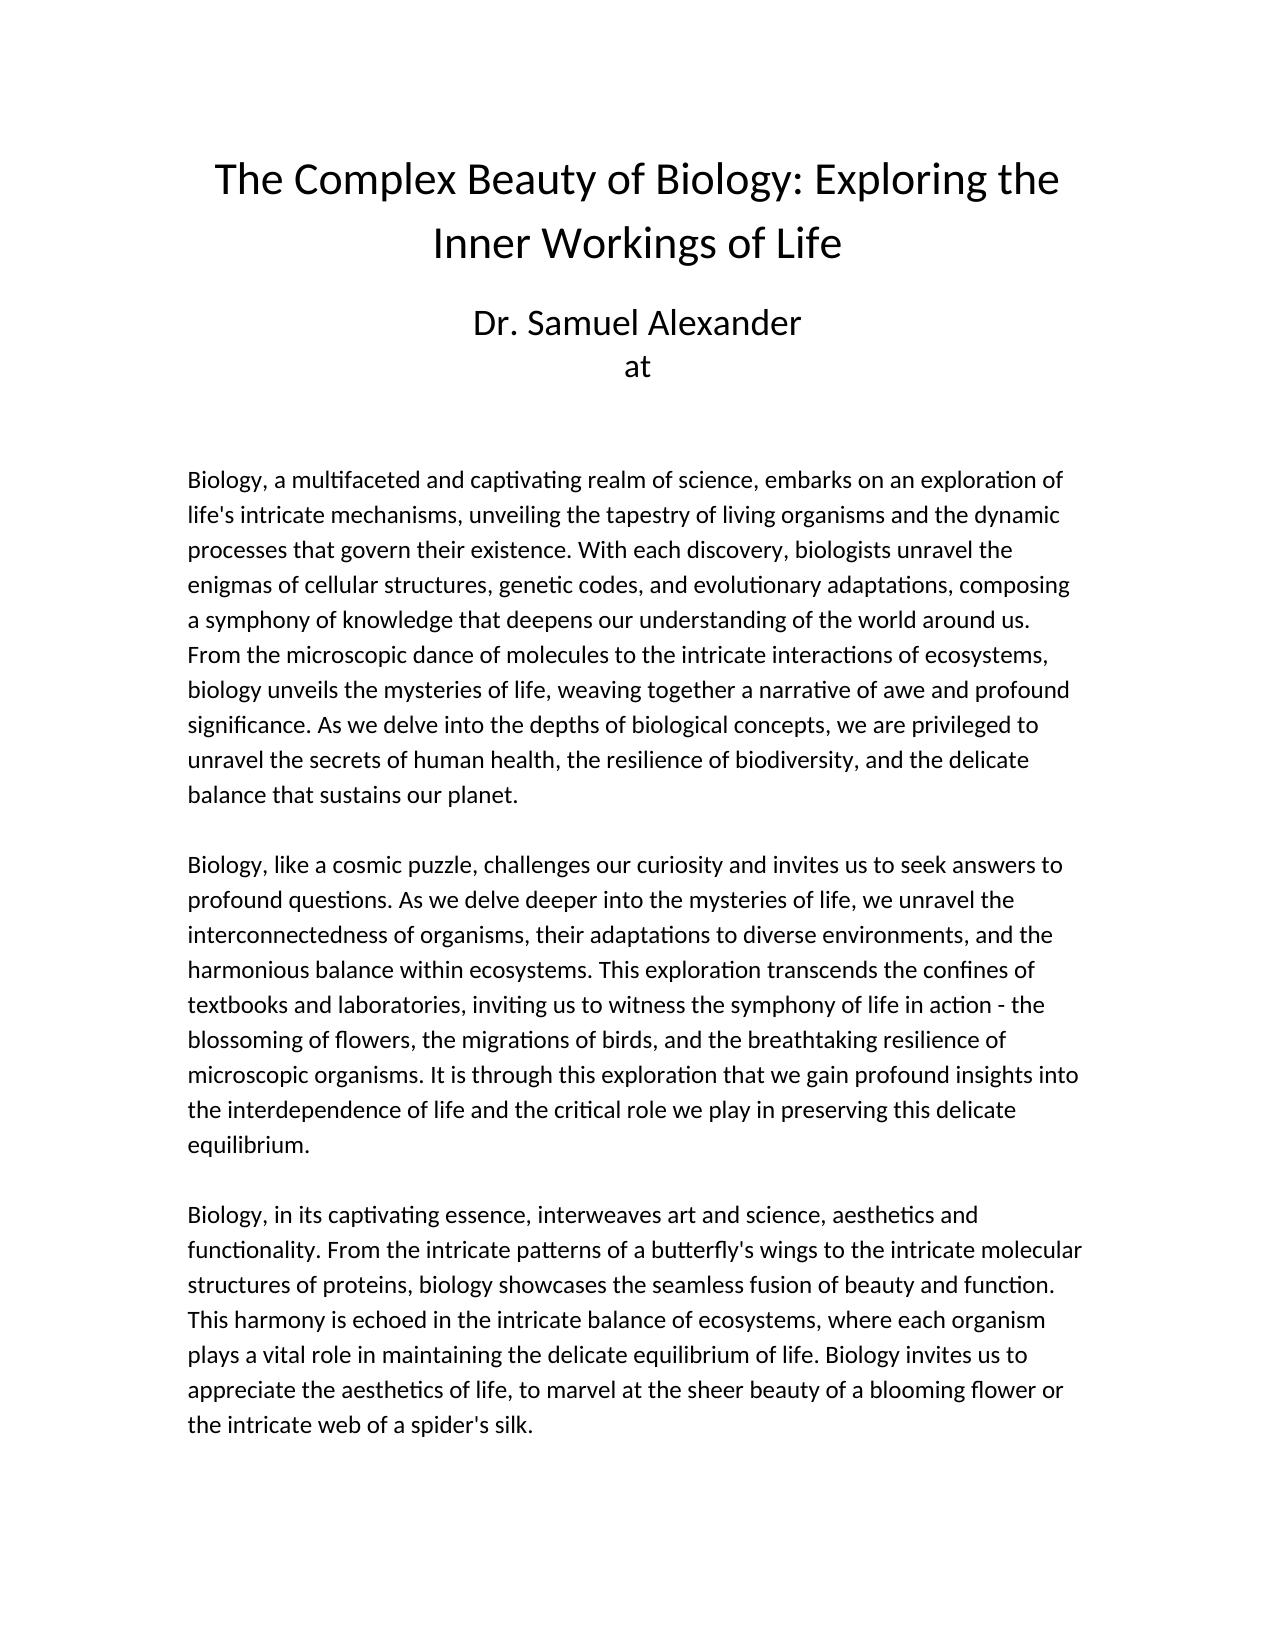 The Complex Beauty of Biology: Exploring the
Inner Workings of Life
Dr. Samuel Alexander
at
Biology, a multifaceted and captivating realm of science, embarks on an exploration of
life's intricate mechanisms, unveiling the tapestry of living organisms and the dynamic
processes that govern their existence. With each discovery, biologists unravel the
enigmas of cellular structures, genetic codes, and evolutionary adaptations, composing
a symphony of knowledge that deepens our understanding of the world around us.
From the microscopic dance of molecules to the intricate interactions of ecosystems,
biology unveils the mysteries of life, weaving together a narrative of awe and profound
significance. As we delve into the depths of biological concepts, we are privileged to
unravel the secrets of human health, the resilience of biodiversity, and the delicate
balance that sustains our planet.
Biology, like a cosmic puzzle, challenges our curiosity and invites us to seek answers to
profound questions. As we delve deeper into the mysteries of life, we unravel the
interconnectedness of organisms, their adaptations to diverse environments, and the
harmonious balance within ecosystems. This exploration transcends the confines of
textbooks and laboratories, inviting us to witness the symphony of life in action - the
blossoming of flowers, the migrations of birds, and the breathtaking resilience of
microscopic organisms. It is through this exploration that we gain profound insights into
the interdependence of life and the critical role we play in preserving this delicate
equilibrium.
Biology, in its captivating essence, interweaves art and science, aesthetics and
functionality. From the intricate patterns of a butterfly's wings to the intricate molecular
structures of proteins, biology showcases the seamless fusion of beauty and function.
This harmony is echoed in the intricate balance of ecosystems, where each organism
plays a vital role in maintaining the delicate equilibrium of life. Biology invites us to
appreciate the aesthetics of life, to marvel at the sheer beauty of a blooming flower or
the intricate web of a spider's silk.